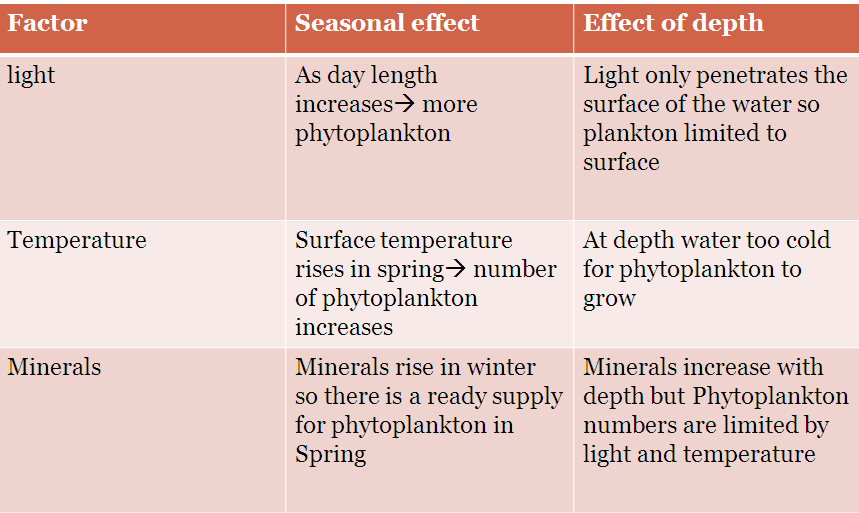 Factor
Seasonal effect
Effect of depth
light
As day length
increases→ more
phytoplankton
Light only penetrates the
surface of the water so
plankton limited to
surface
Temperature
Surface temperature
rises in spring→ number
of phytoplankton
increases
At depth water too cold
for phytoplankton to
grow
Minerals
Minerals rise in winter
so there is a ready supply
for phytoplankton in
Spring
Minerals increase with
depth but Phytoplankton
numbers are limited by
light and temperature